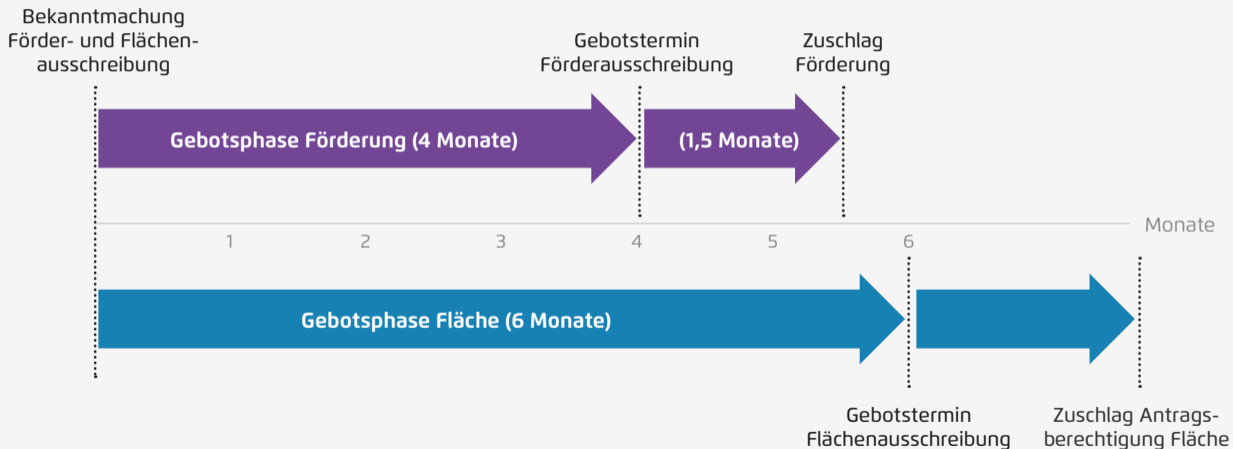 Bekanntmachung
Förder- und Flächen-
ausschreibung
Gebotstermin
Förderausschreibung
Zuschlag
Förderung
Gebotsphase Förderung (4 Monate)
(1,5 Monate)
Monate
1 2 3 4 5 6
Gebotsphase Fläche (6 Monate)
Gebotstermin
Flächenausschreibung
Zuschlag Antrags-
berechtigung Fläche